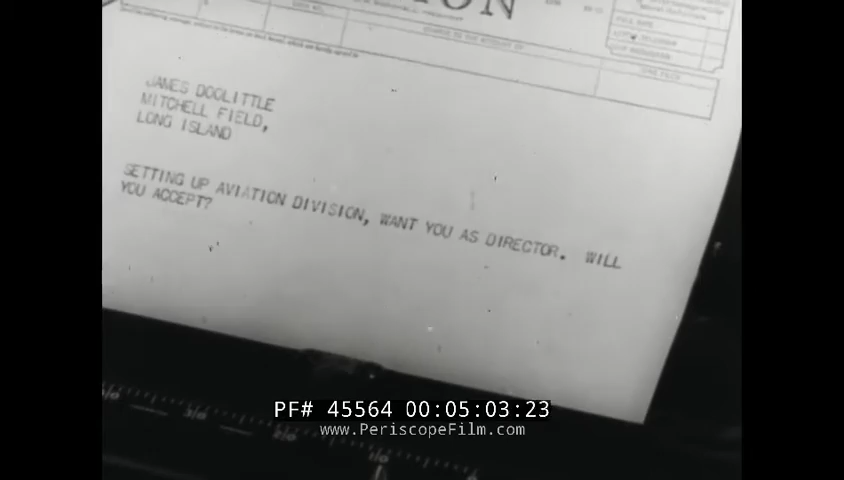 ION
JAMES DOOLITTLE
MITCHELL FIELD,
LONG ISLAND
SETTING UP AVIATION DIVISION, WANT YOU AS DIRECTOR. WILL
YOU ACCEPT?
PF# 45564 00:05:03:23
www.PeriscopeFilm.com